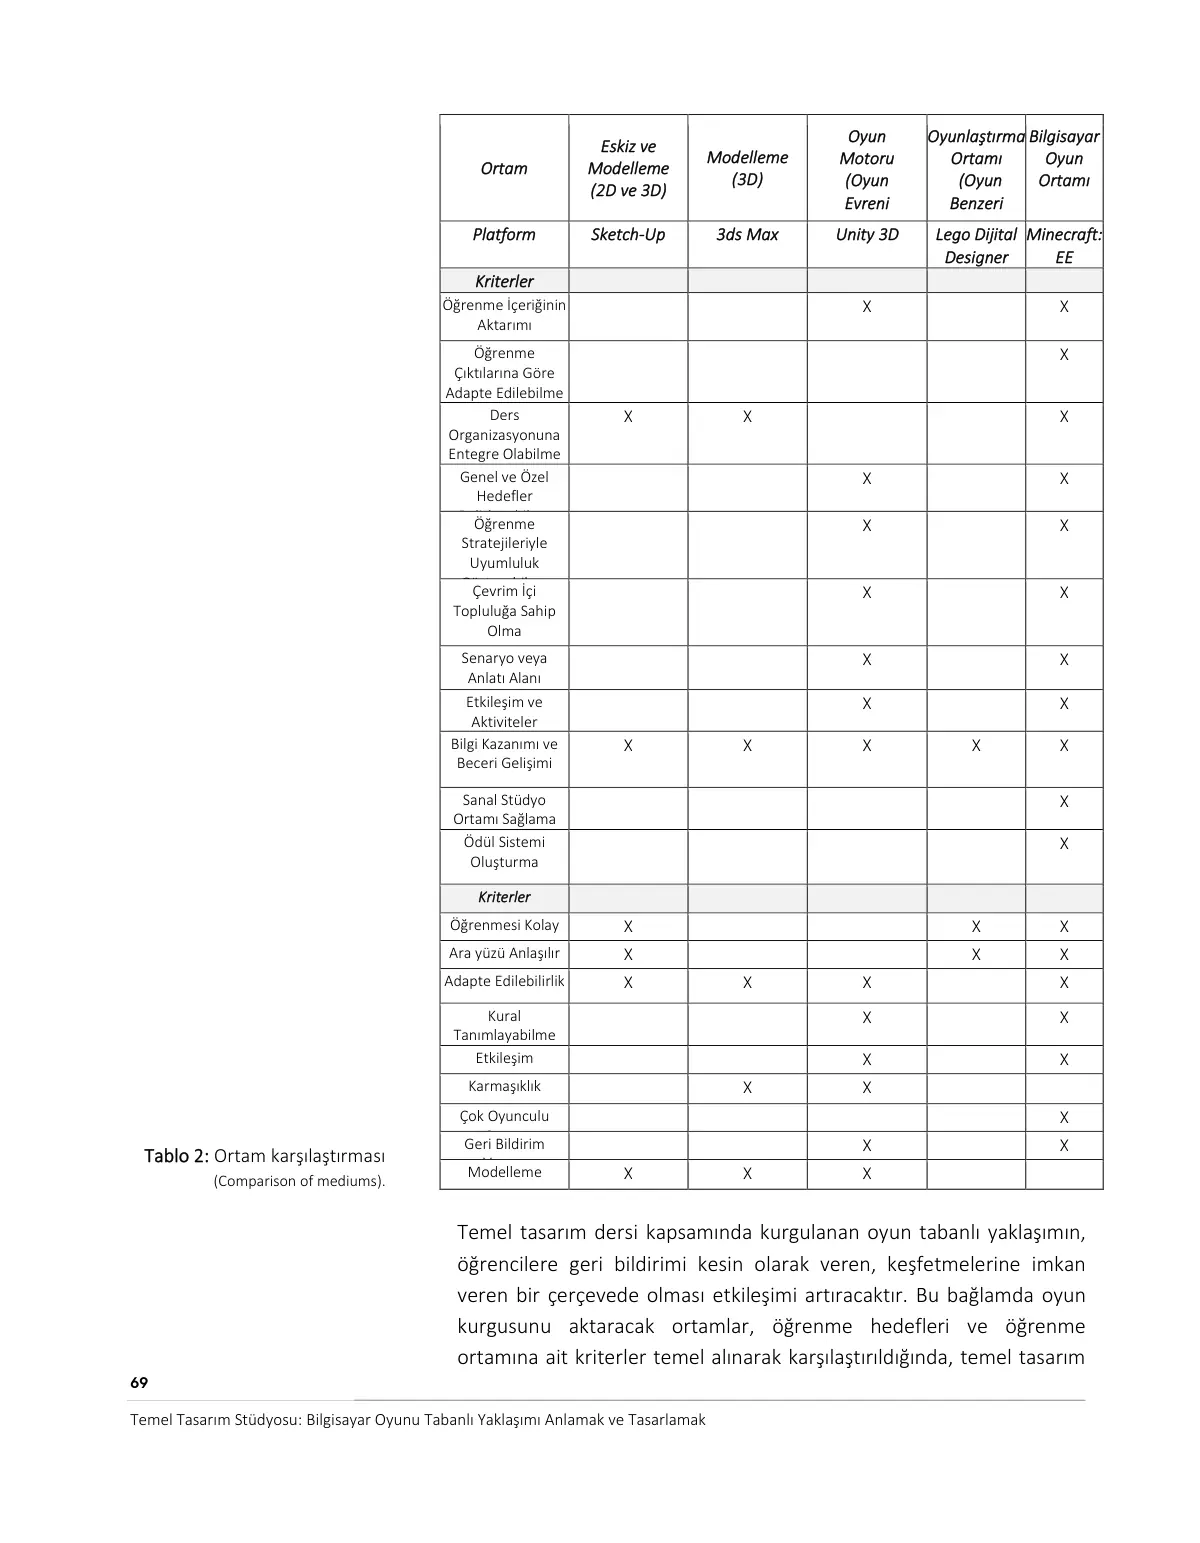 Ortam
Eskiz ve
Modelleme
(2D ve 3D)
Modelleme
(3D)
Oyun
Motoru
(Oyun
Evreni
Oyunlaştırma
Ortamı
(Oyun
Benzeri
Bilgisayar
Oyun
Ortamı
Platform
Sketch-Up
3ds Max
Unity 3D
Lego Dijital
Designer
Minecraft:
EE
Kriterler
Öğrenme İçeriğinin
Aktarımı
X X
Öğrenme
Çıktılarına Göre
Adapte Edilebilme
X
Ders
Organizasyonuna
Entegre Olabilme
X X X
Genel ve Özel
Hedefler
X X
Öğrenme
Stratejileriyle
Uyumluluk
X X
Çevrim İçi
Topluluğa Sahip
Olma
X X
Senaryo veya
Anlatı Alanı
X X
Etkileşim ve
Aktiviteler
X X
Bilgi Kazanımı ve
Beceri Gelişimi
X X X X X
Sanal Stüdyo
Ortamı Sağlama
X
Ödül Sistemi
Oluşturma
X
Kriterler
Öğrenmesi Kolay X X X
Ara yüzü Anlaşılır X X X
Adapte Edilebilirlik X X X X
Kural
Tanımlayabilme
X X
Etkileşim X X
Karmaşıklık X X
Çok Oyunculu X
Geri Bildirim X X
Modelleme X X X
Tablo 2: Ortam karşılaştırması
(Comparison of mediums).
Temel tasarım dersi kapsamında kurgulanan oyun tabanlı yaklaşımın,
öğrencilere geri bildirimi kesin olarak veren, keşfetmelerine imkan
veren bir çerçevede olması etkileşimi artıracaktır. Bu bağlamda oyun
kurgusunu aktaracak ortamlar, öğrenme hedefleri ve öğrenme
ortamına ait kriterler temel alınarak karşılaştırıldığında, temel tasarım
69
Temel Tasarım Stüdyosu: Bilgisayar Oyunu Tabanlı Yaklaşımı Anlamak ve Tasarlamak